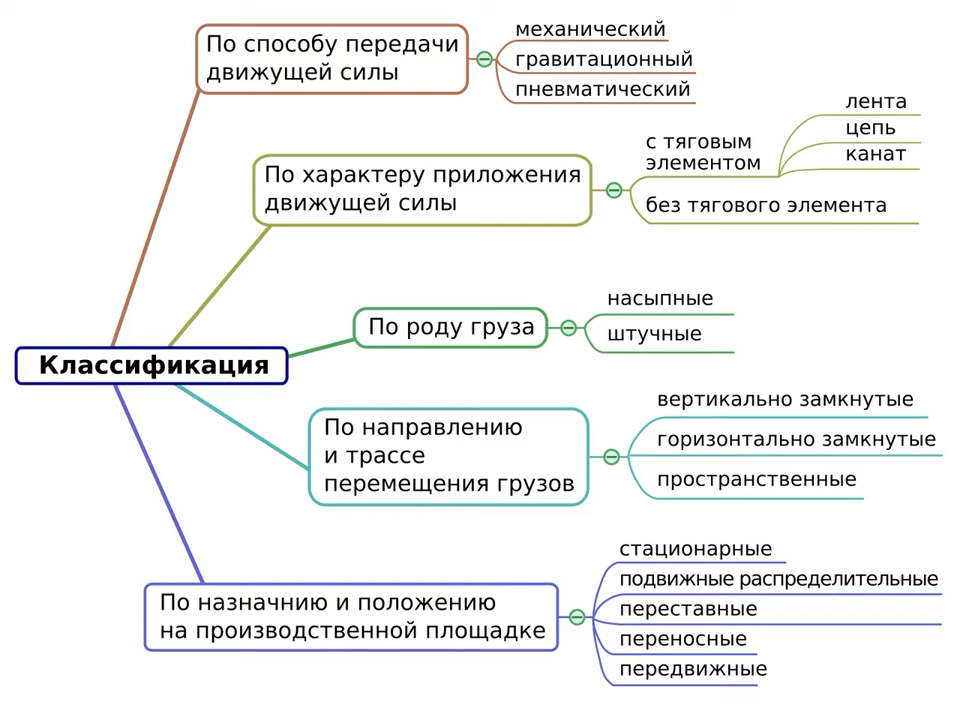 По способу передачи
движущей силы
механический
гравитационный
пневматический
По характеру приложения
движущей силы
с тяговым
элементом
лента
цепь
канат
без тягового элемента
По роду груза
насыпные
штучные
Классификация
По направлению
и трассе
перемещения грузов
вертикально замкнутые
горизонтально замкнутые
пространственные
По назначнию и положению
на производственной площадке
стационарные
подвижные распределительные
переставные
переносные
передвижные